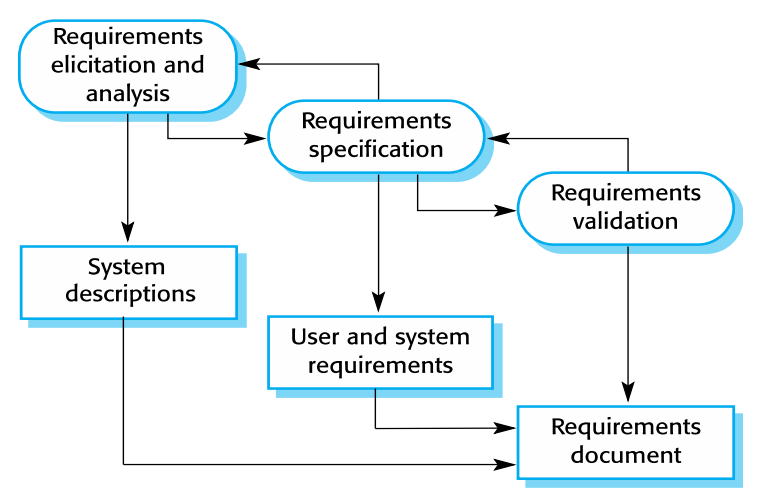 Requirements
elicitation and
analysis
Requirements
specification
Requirements
validation
System
descriptions
User and system
requirements
Requirements
document